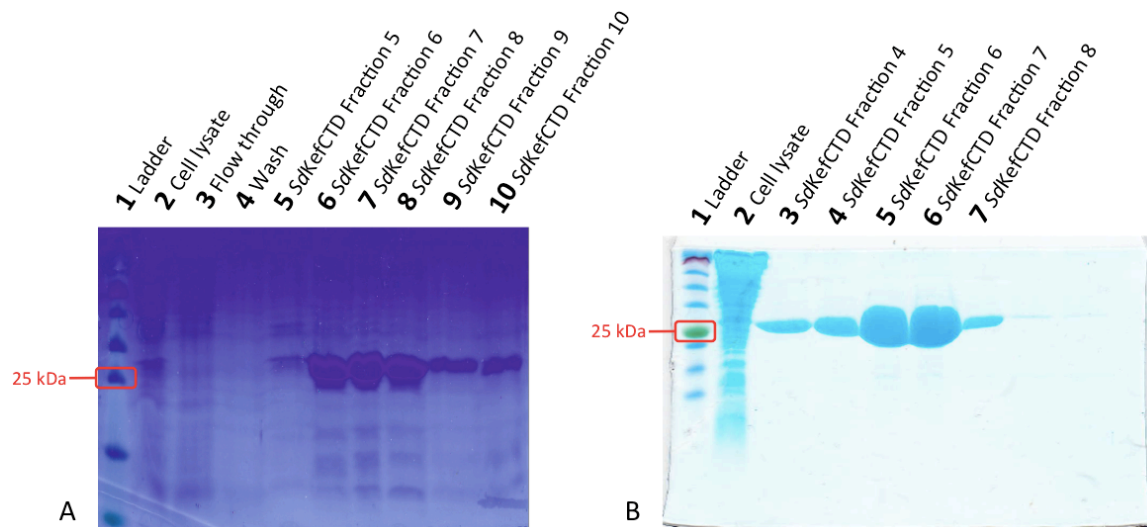 1 Ladder
2 Cell lysate
3 Flow through
4 Wash
5 SdKefCTD Fraction 5
6 SdKefCTD Fraction 6
7 SdKefCTD Fraction 7
8 SdKefCTD Fraction 8
9 SdKefCTD Fraction 9
10 SdKefCTD Fraction 10
25 kDa
A
1 Ladder
2 Cell lysate
3 SdKefCTD Fraction 4
4 SdKefCTD Fraction 5
5 SdKefCTD Fraction 6
6 SdKefCTD Fraction 7
7 SdKefCTD Fraction 8
25 kDa
B